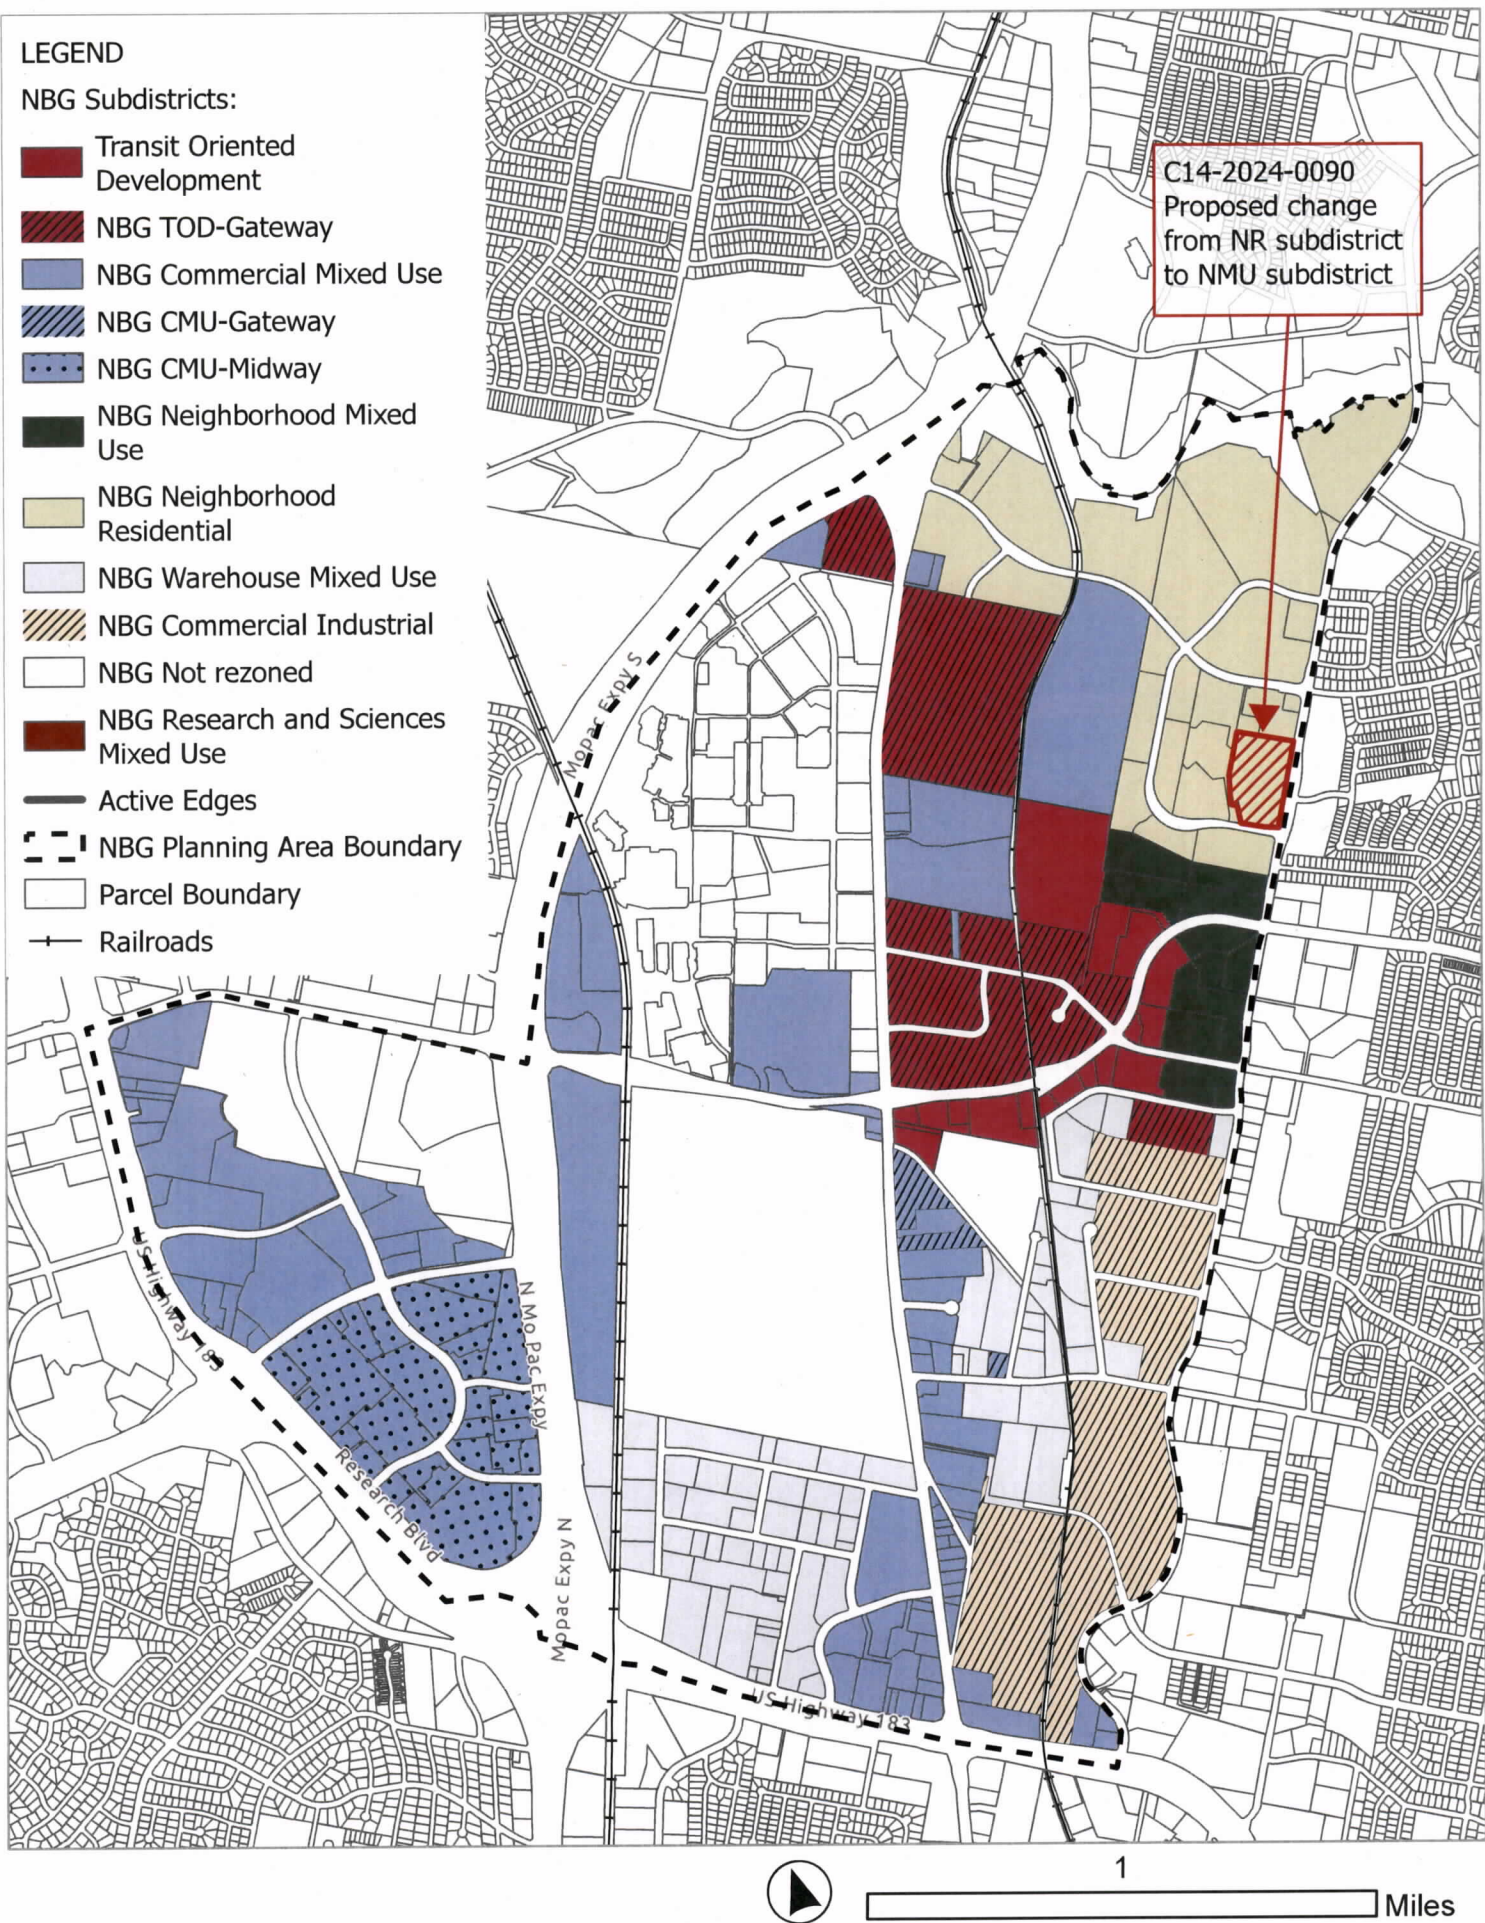 LEGEND
NBG Subdistricts:
Transit Oriented
Development
NBG TOD-Gateway
NBG Commercial Mixed Use
NBG CMU-Gateway
NBG CMU-Midway
NBG Neighborhood Mixed
Use
NBG Neighborhood
Residential
NBG Warehouse Mixed Use
NBG Commercial Industrial
NBG Not rezoned
NBG Research and Sciences
Mixed Use
Active Edges
NBG Planning Area Boundary
Parcel Boundary
Railroads
C14-2024-0090
Proposed change
from NR subdistrict
to NMU subdistrict
Mopac Expy S
US Highway 183
N Mo Pac Expy
Research Blvd
Mopac Expy N
US Highway 183
1
Miles